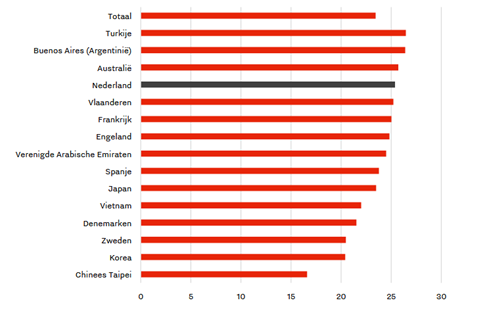 Totaal
Turkije
Buenos Aires (Argentinië)
Australië
Nederland
Vlaanderen
Frankrijk
Engeland
Verenigde Arabische Emiraten
Spanje
Japan
Vietnam
Denemarken
Zweden
Korea
Chinees Taipei
0 5 10 15 20 25 30